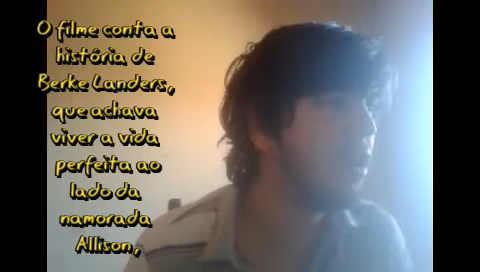 O filme conta a
história de
Berke Landers,
que achava
viver a vida
perfeita ao
lado da
namorada
Allison,